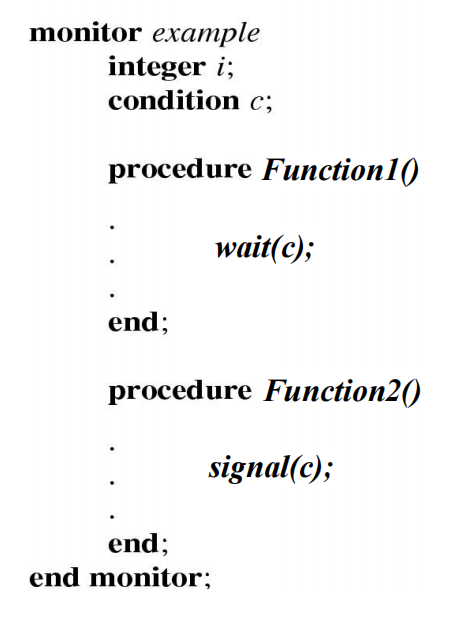 monitor example
integer i;
condition c;
procedure Function1()
.
. wait(c);
.
end;
procedure Function2()
.
. signal(c);
.
end;
end monitor;